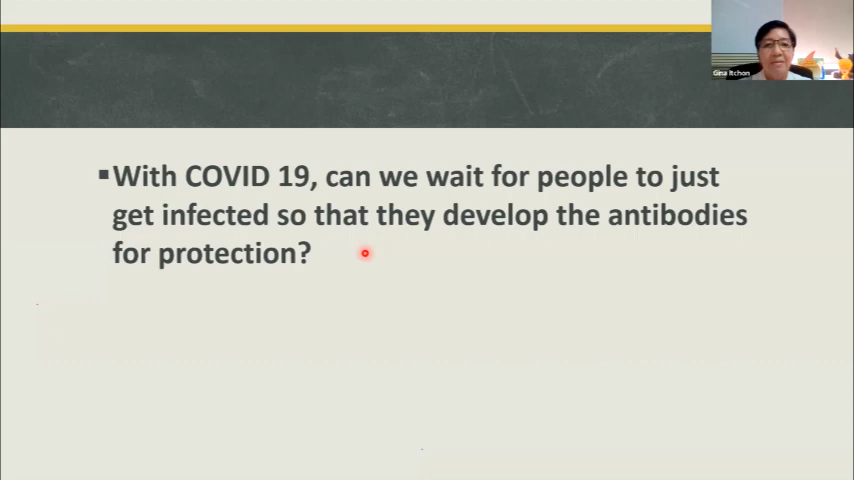 Gina Itchon
▪With COVID 19, can we wait for people to just
get infected so that they develop the antibodies
for protection?